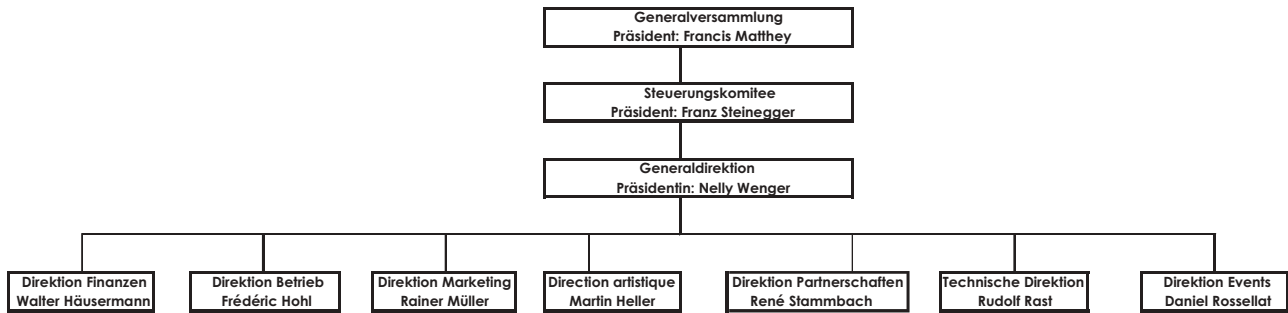 Generalversammlung
Präsident: Francis Matthey
Steuerungskomitee
Präsident: Franz Steinegger
Generaldirektion
Präsidentin: Nelly Wenger
Direktion Finanzen
Walter Häusermann
Direktion Betrieb
Frédéric Hohl
Direktion Marketing
Rainer Müller
Direction artistique
Martin Heller
Direktion Partnerschaften
René Stammbach
Technische Direktion
Rudolf Rast
Direktion Events
Daniel Rossellat